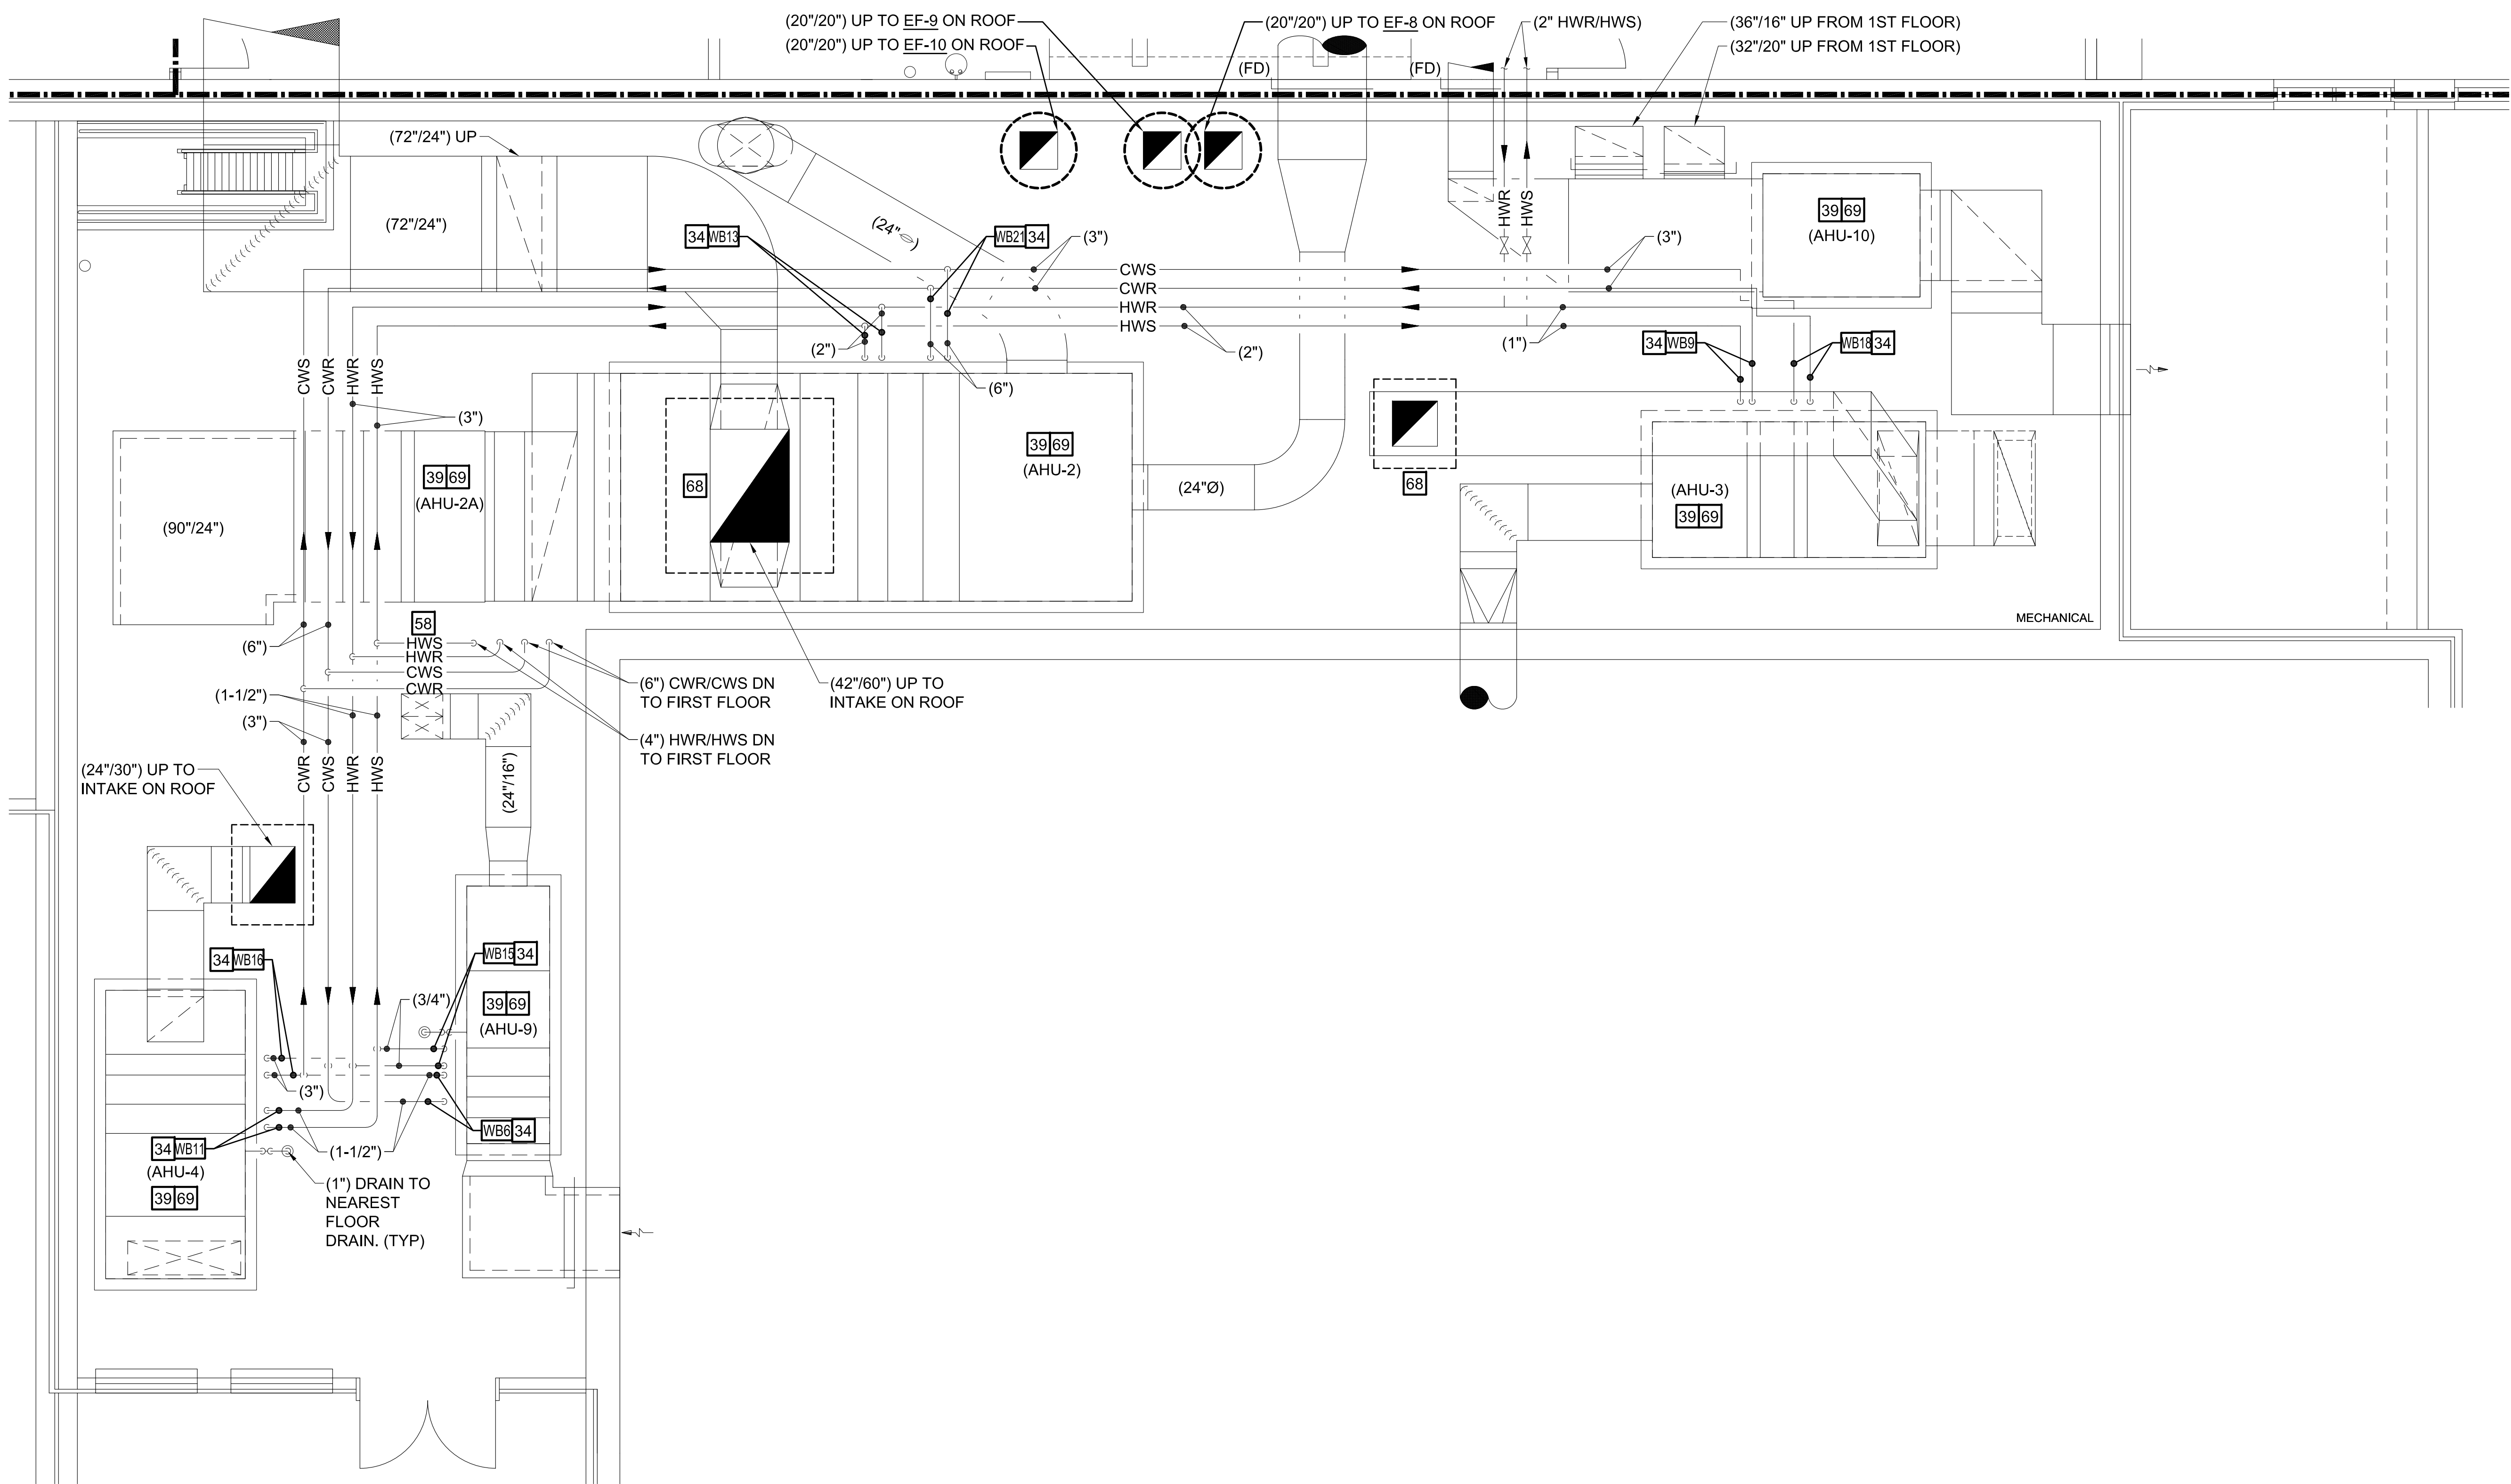 (20"/20") UP TO EF-9 ON ROOF
(20"/20") UP TO EF-10 ON ROOF
(20"/20") UP TO EF-8 ON ROOF
(2" HWR/HWS)
(36"/16" UP FROM 1ST FLOOR)
(32"/20" UP FROM 1ST FLOOR)
(FD)
(FD)
(72"/24") UP
(72"/24")
(24"⌀)
34 WB13
WB21 34
(3")
HWR
HWS
(3")
39 69
(AHU-10)
CWS
CWR
HWR
HWS
(2")
(2")
(1")
34 WB9
WB18 34
CWS
CWR
HWR
HWS
(6")
(3")
39 69
(AHU-2A)
(90"/24")
68
39 69
(AHU-2)
(24"Ø)
68
(AHU-3)
39 69
MECHANICAL
58
HWS
HWR
CWS
CWR
(6")
(1-1/2")
(3")
(6") CWR/CWS DN
TO FIRST FLOOR
(42"/60") UP TO
INTAKE ON ROOF
(4") HWR/HWS DN
TO FIRST FLOOR
CWR
CWS
HWR
HWS
(24"/16")
(24"/30") UP TO
INTAKE ON ROOF
34 WB16
WB15 34
39 69
(AHU-9)
(3/4")
(3")
WB6 34
34 WB11
(AHU-4)
39 69
(1-1/2")
(1") DRAIN TO
NEAREST
FLOOR
DRAIN. (TYP)